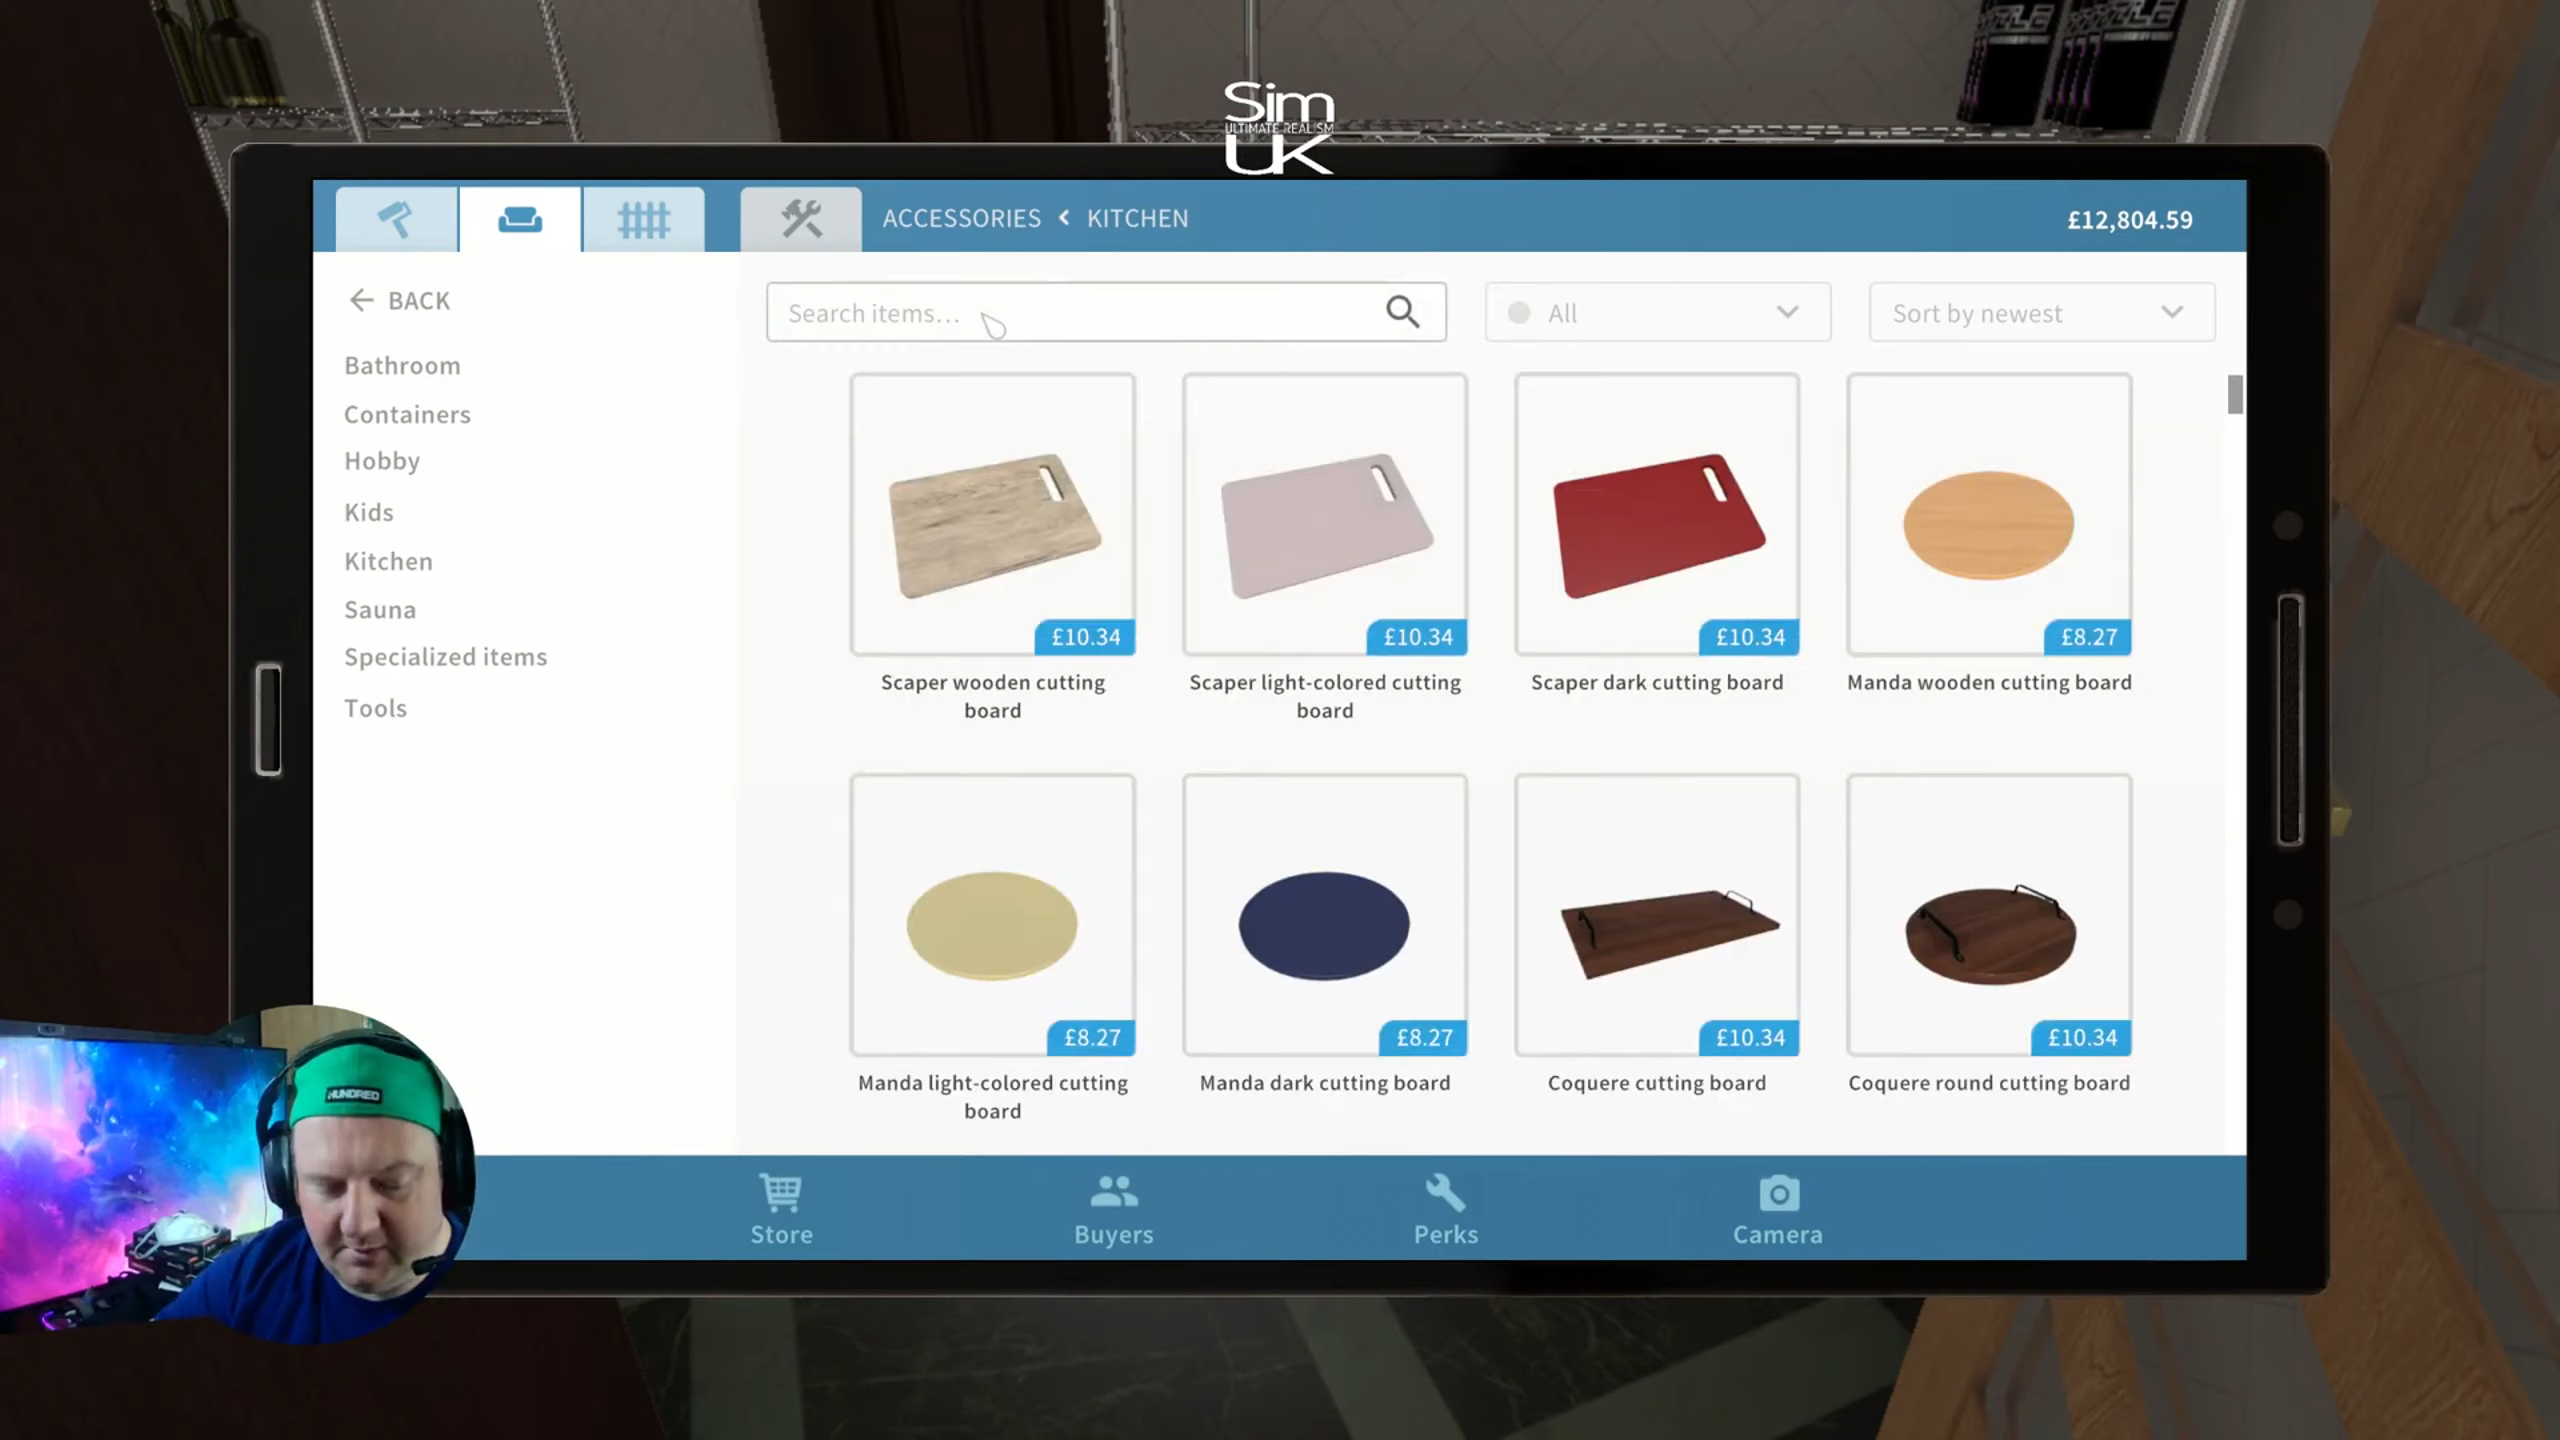 Sim
ULTIMATE REALISM
UK
ACCESSORIES < KITCHEN
£12,804.59
BACK
Search items...
All
Sort by newest
Bathroom
Containers
Hobby
Kids
Kitchen
Sauna
Specialized items
Tools
£10.34
£10.34
£10.34
£8.27
Scaper wooden cutting
board
Scaper light-colored cutting
board
Scaper dark cutting board
Manda wooden cutting board
£8.27
£8.27
£10.34
£10.34
Manda light-colored cutting
board
Manda dark cutting board
Coquere cutting board
Coquere round cutting board
HUNDRED
Store
Buyers
Perks
Camera